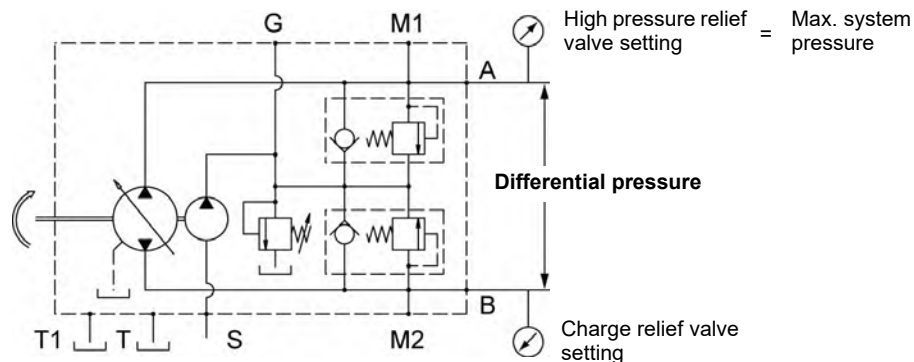 G
M1
High pressure relief
valve setting
=
Max. system
pressure
A
Differential pressure
B
T1
T
S
M2
Charge relief valve
setting